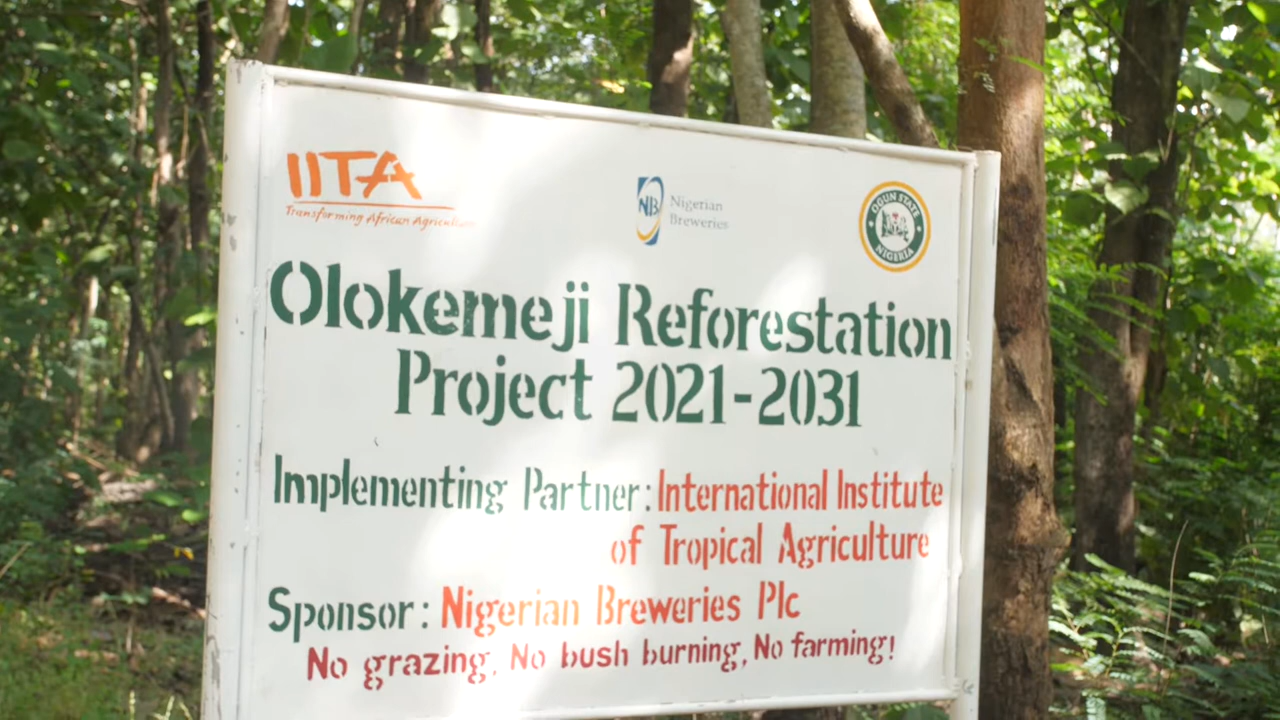 IITA
Transforming African Agriculture
NB
Nigerian
Breweries
OGUN STATE
NIGERIA
Olokemeji Reforestation
Project 2021-2031
Implementing Partner: International Institute
of Tropical Agriculture
Sponsor: Nigerian Breweries Plc
No grazing, No bush burning, No farming!